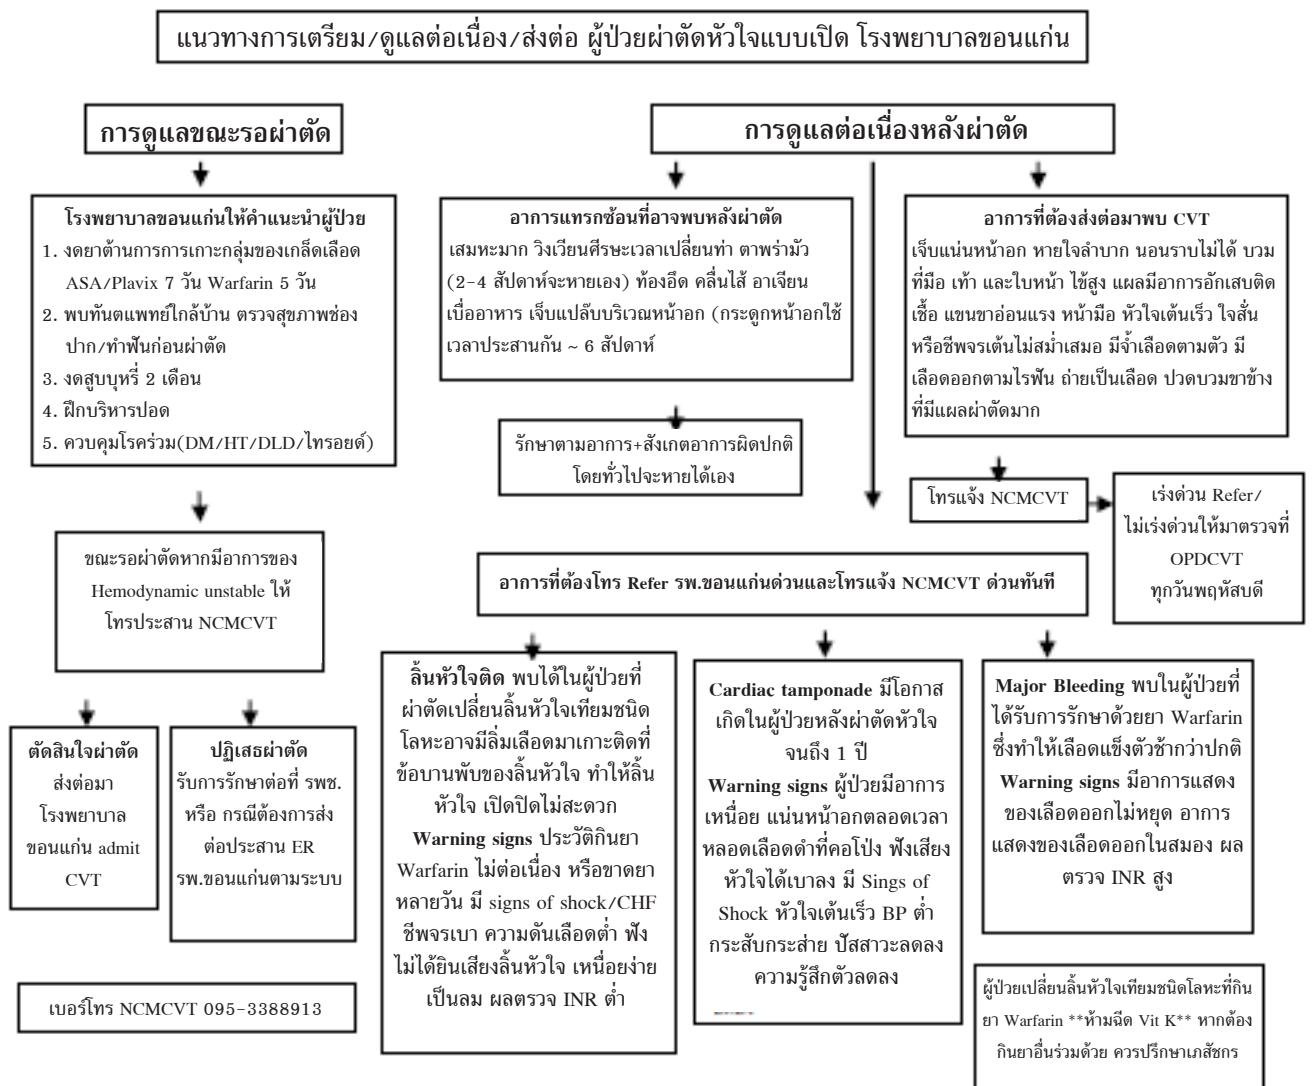 แนวทางการเตรียม/ดูแลต่อเนื่อง/ส่งต่อ ผู้ป่วยผ่าตัดหัวใจแบบเปิด โรงพยาบาลขอนแก่น
การดูแลขณะรอผ่าตัด
โรงพยาบาลขอนแก่นให้คำแนะนำผู้ป่วย
1. งดยาต้านการการเกาะกลุ่มของเกล็ดเลือด
ASA/Plavix 7 วัน Warfarin 5 วัน
2. พบทันตแพทย์ใกล้บ้าน ตรวจสุขภาพช่อง
ปาก/ทำฟันก่อนผ่าตัด
3. งดสูบบุหรี่ 2 เดือน
4. ฝึกบริหารปอด
5. ควบคุมโรคร่วม(DM/HT/DLD/ไทรอยด์)
ขณะรอผ่าตัดหากมีอาการของ
Hemodynamic unstable ให้
โทรประสาน NCMCVT
ตัดสินใจผ่าตัด
ส่งต่อมา
โรงพยาบาล
ขอนแก่น admit
CVT
ปฏิเสธผ่าตัด
รับการรักษาต่อที่ รพช.
หรือ กรณีต้องการส่ง
ต่อประสาน ER
รพ.ขอนแก่นตามระบบ
เบอร์โทร NCMCVT 095-3388913
การดูแลต่อเนื่องหลังผ่าตัด
อาการแทรกซ้อนที่อาจพบหลังผ่าตัด
เสมหะมาก วิงเวียนศีรษะเวลาเปลี่ยนท่า ตาพร่ามัว
(2-4 สัปดาห์จะหายเอง) ท้องอืด คลื่นไส้ อาเจียน
เบื่ออาหาร เจ็บแปล๊บบริเวณหน้าอก (กระดูกหน้าอกใช้
เวลาประสานกัน ~ 6 สัปดาห์
รักษาตามอาการ+สังเกตอาการผิดปกติ
โดยทั่วไปจะหายได้เอง
อาการที่ต้องส่งต่อมาพบ CVT
เจ็บแน่นหน้าอก หายใจลำบาก นอนราบไม่ได้ บวม
ที่มือ เท้า และใบหน้า ไข้สูง แผลมีอาการอักเสบติด
เชื้อ แขนขาอ่อนแรง หน้ามืด หัวใจเต้นเร็ว ใจสั่น
หรือชีพจรเต้นไม่สม่ำเสมอ มีจ้ำเลือดตามตัว มี
เลือดออกตามไรฟัน ถ่ายเป็นเลือด ปวดบวมขาข้าง
ที่มีแผลผ่าตัดมาก
โทรแจ้ง NCMCVT
เร่งด่วน Refer/
ไม่เร่งด่วนให้มาตรวจที่
OPDCVT
ทุกวันพฤหัสบดี
อาการที่ต้องโทร Refer รพ.ขอนแก่นด่วนและโทรแจ้ง NCMCVT ด่วนทันที
ลิ้นหัวใจติด พบได้ในผู้ป่วยที่
ผ่าตัดเปลี่ยนลิ้นหัวใจเทียมชนิด
โลหะอาจมีลิ่มเลือดมาเกาะติดที่
ข้อบานพับของลิ้นหัวใจ ทำให้ลิ้น
หัวใจ เปิดปิดไม่สะดวก
Warning signs ประวัติกินยา
Warfarin ไม่ต่อเนื่อง หรือขาดยา
หลายวัน มี signs of shock/CHF
ชีพจรเบา ความดันเลือดต่ำ ฟัง
ไม่ได้ยินเสียงลิ้นหัวใจ เหนื่อยง่าย
เป็นลม ผลตรวจ INR ต่ำ
Cardiac tamponade มีโอกาส
เกิดในผู้ป่วยหลังผ่าตัดหัวใจ
จนถึง 1 ปี
Warning signs ผู้ป่วยมีอาการ
เหนื่อย แน่นหน้าอกตลอดเวลา
หลอดเลือดดำที่คอโป่ง ฟังเสียง
หัวใจได้เบาลง มี Sings of
Shock หัวใจเต้นเร็ว BP ต่ำ
กระสับกระส่าย ปัสสาวะลดลง
ความรู้สึกตัวลดลง
Major Bleeding พบในผู้ป่วยที่
ได้รับการรักษาด้วยยา Warfarin
ซึ่งทำให้เลือดแข็งตัวช้ากว่าปกติ
Warning signs มีอาการแสดง
ของเลือดออกไม่หยุด อาการ
แสดงของเลือดออกในสมอง ผล
ตรวจ INR สูง
ผู้ป่วยเปลี่ยนลิ้นหัวใจเทียมชนิดโลหะที่กิน
ยา Warfarin **ห้ามฉีด Vit K** หากต้อง
กินยาอื่นร่วมด้วย ควรปรึกษาเภสัชกร